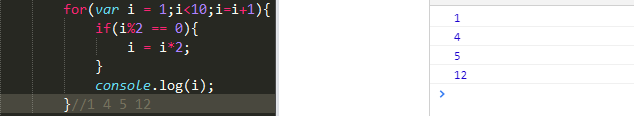 for(var i = 1;i<10;i=i+1){
if(i%2 == 0){
i = i*2;
}
console.log(i);
}//1 4 5 12
1
4
5
12
>